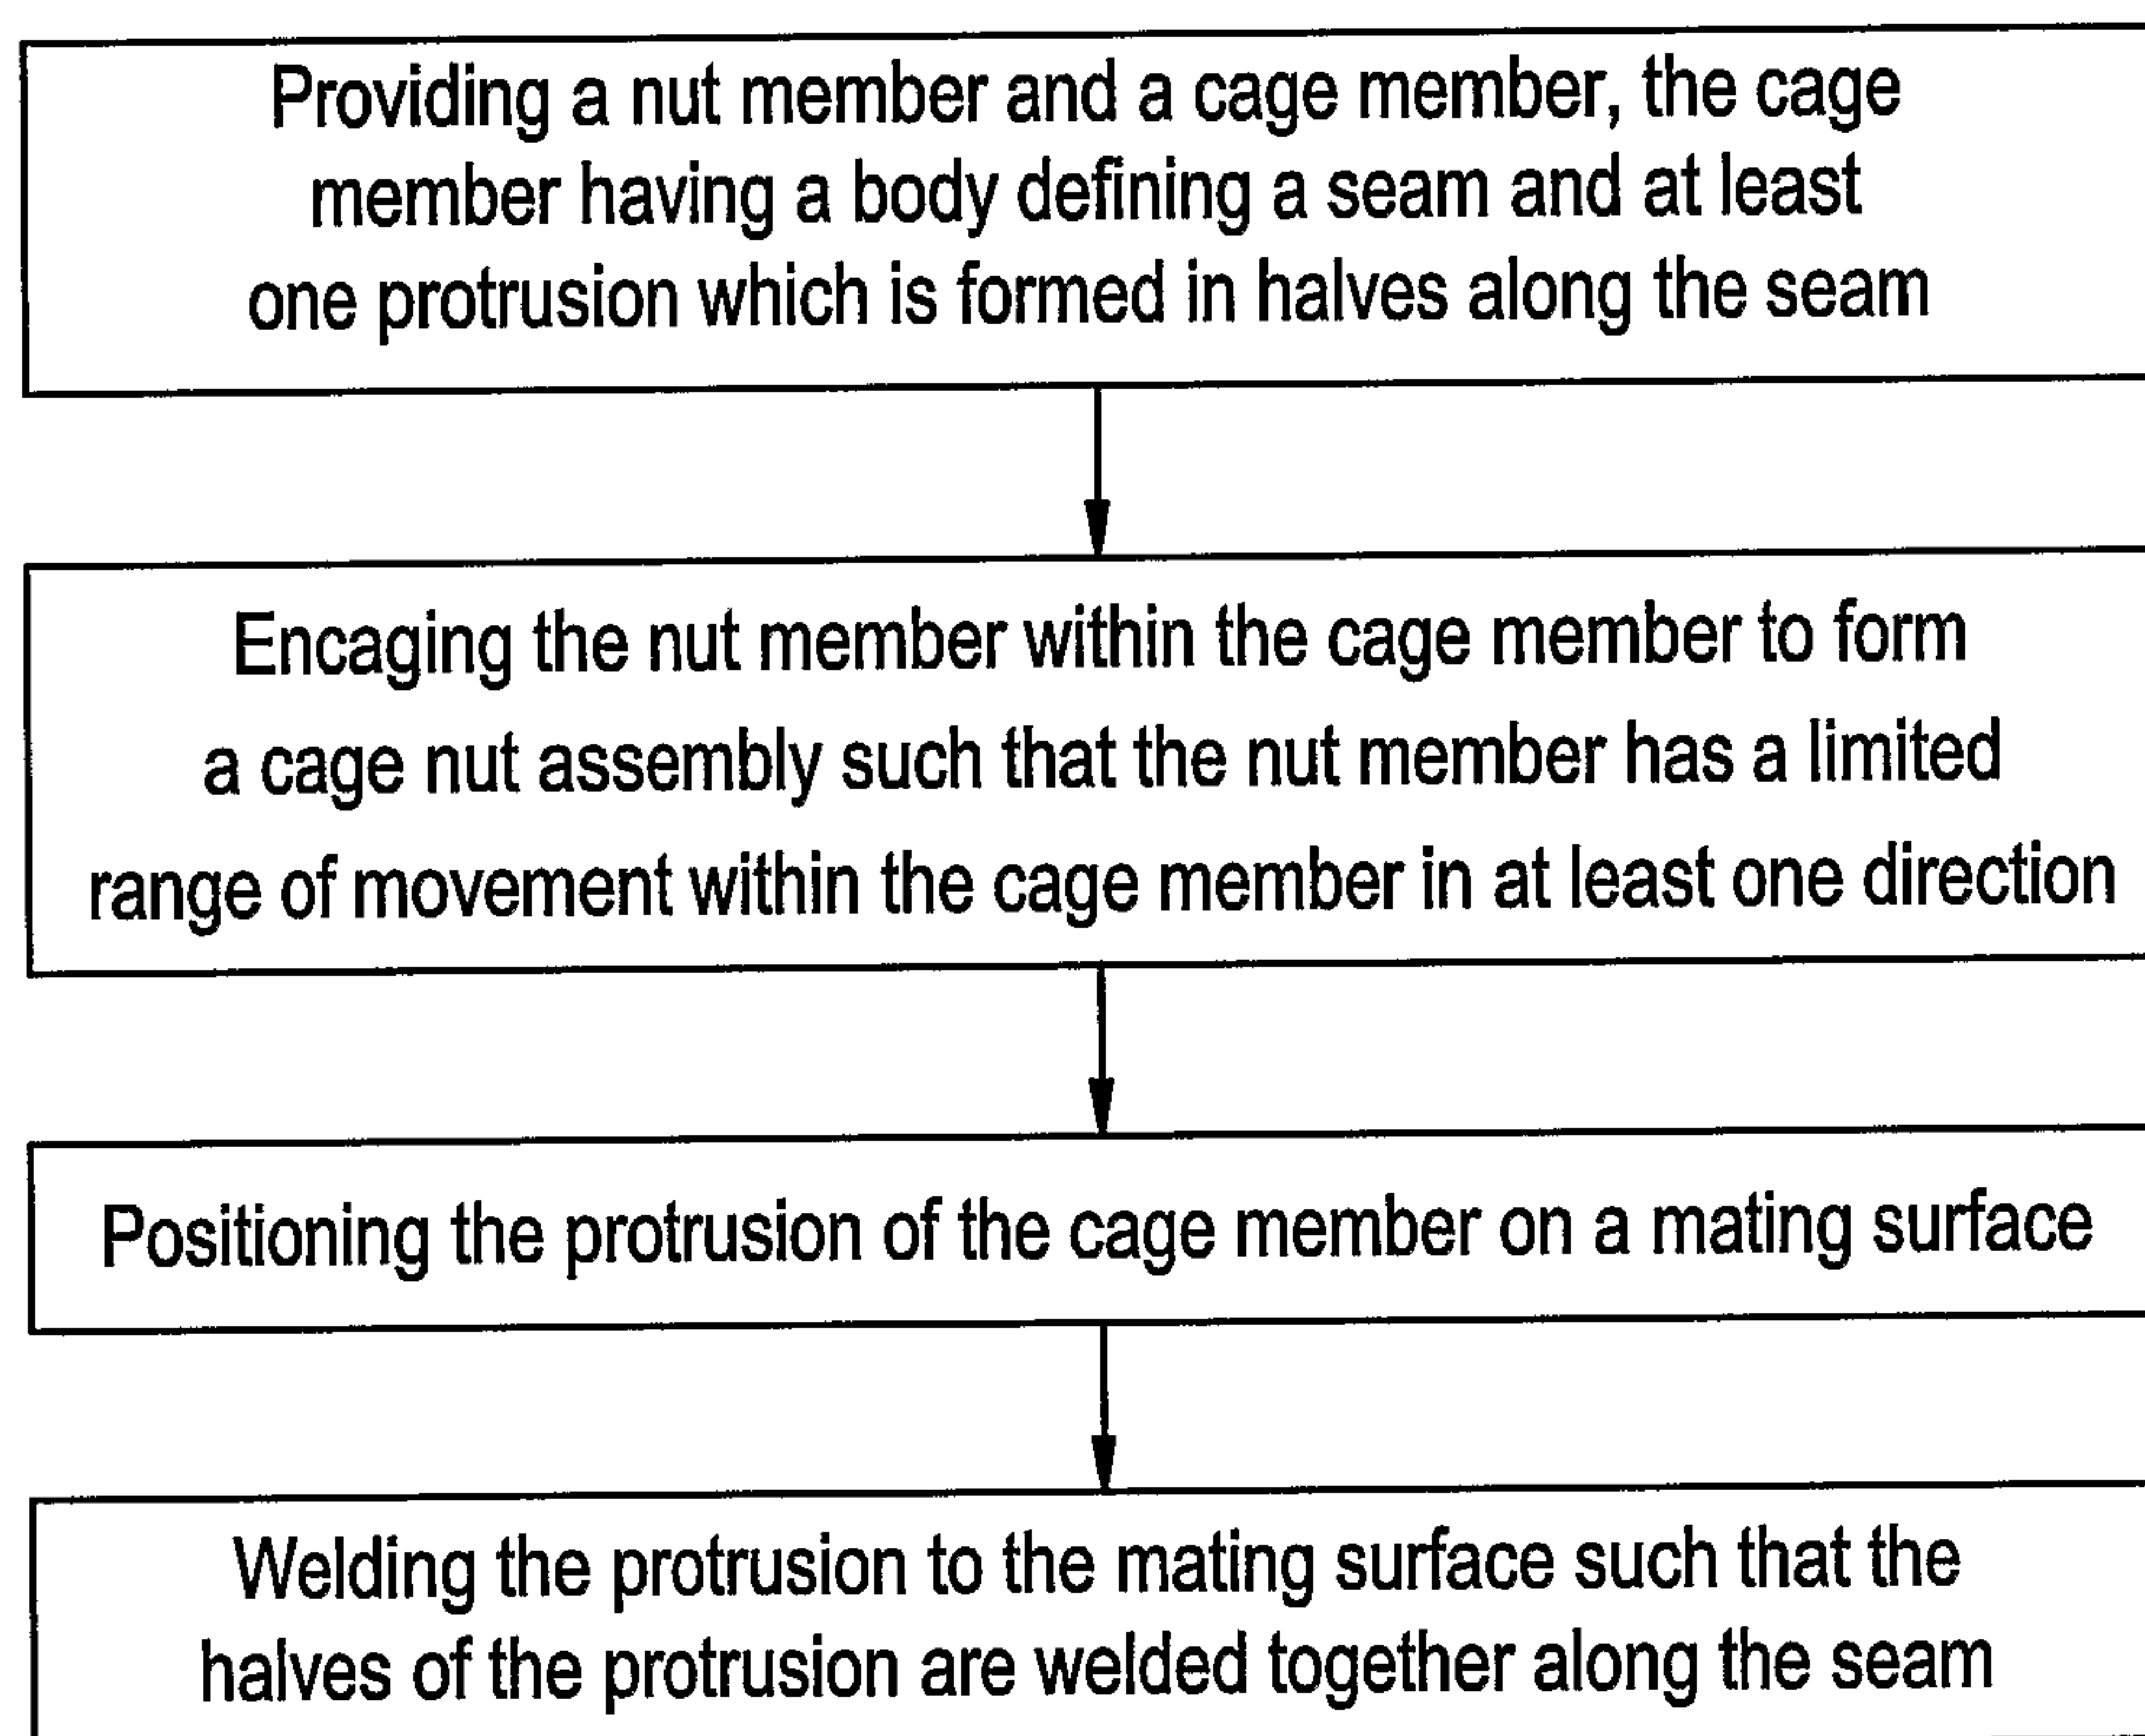 Providing a nut member and a cage member, the cage
member having a body defining a seam and at least
one protrusion which is formed in halves along the seam
Encaging the nut member within the cage member to form
a cage nut assembly such that the nut member has a limited
range of movement within the cage member in at least one direction
Positioning the protrusion of the cage member on a mating surface
Welding the protrusion to the mating surface such that the
halves of the protrusion are welded together along the seam